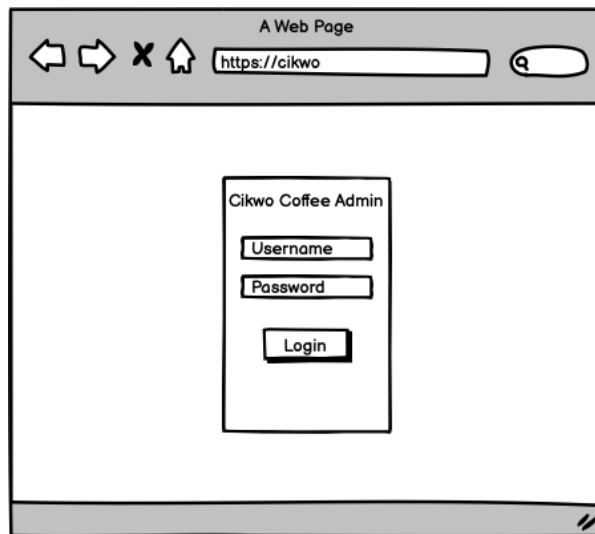 A Web Page
https://cikwo
Cikwo Coffee Admin
Username
Password
Login